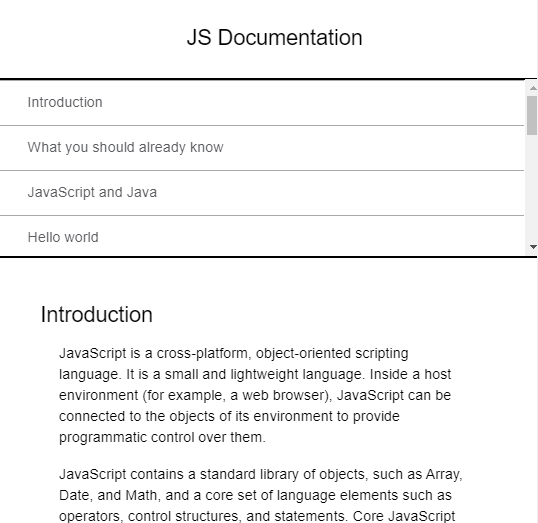 JS Documentation
Introduction
What you should already know
JavaScript and Java
Hello world
Introduction
JavaScript is a cross-platform, object-oriented scripting
language. It is a small and lightweight language. Inside a host
environment (for example, a web browser), JavaScript can be
connected to the objects of its environment to provide
programmatic control over them.
JavaScript contains a standard library of objects, such as Array,
Date, and Math, and a core set of language elements such as
operators, control structures, and statements. Core JavaScript